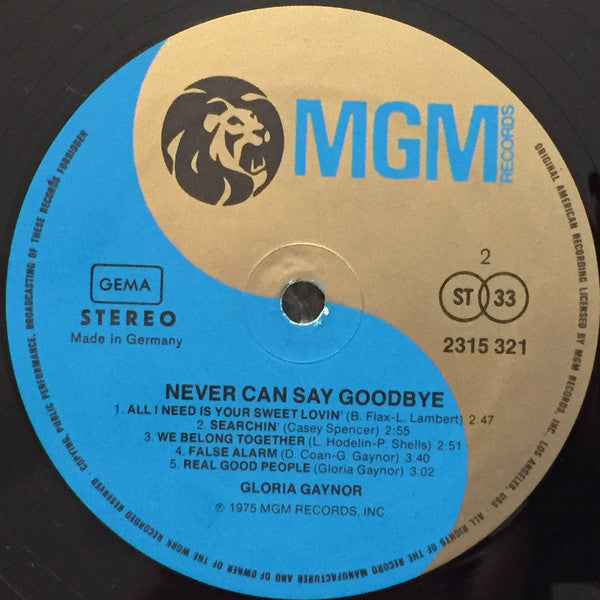 MGM
RECORDS
2
GEMA
STEREO
Made in Germany
ST 33
2315 321
NEVER CAN SAY GOODBYE
1. ALL I NEED IS YOUR SWEET LOVIN' (B. Flax-L. Lambert) 2:47
2. SEARCHIN' (Casey Spencer) 2:55
3. WE BELONG TOGETHER (L. Hodelin-P. Shells) 2:51
4. FALSE ALARM (D. Coan-G. Gaynor) 3:40
5. REAL GOOD PEOPLE (Gloria Gaynor) 3:02
GLORIA GAYNOR
℗ 1975 MGM RECORDS, INC.
ORIGINAL AMERICAN RECORDING LICENSED BY MGM RECORDS, INC., LOS ANGELES, USA · ALL RIGHTS OF THE RECORD MANUFACTURER AND OF OWNER OF THE WORK RECORDED RESERVED COPYING, PUBLIC PERFORMANCE, BROADCASTING OF THESE RECORDS FORBIDDEN